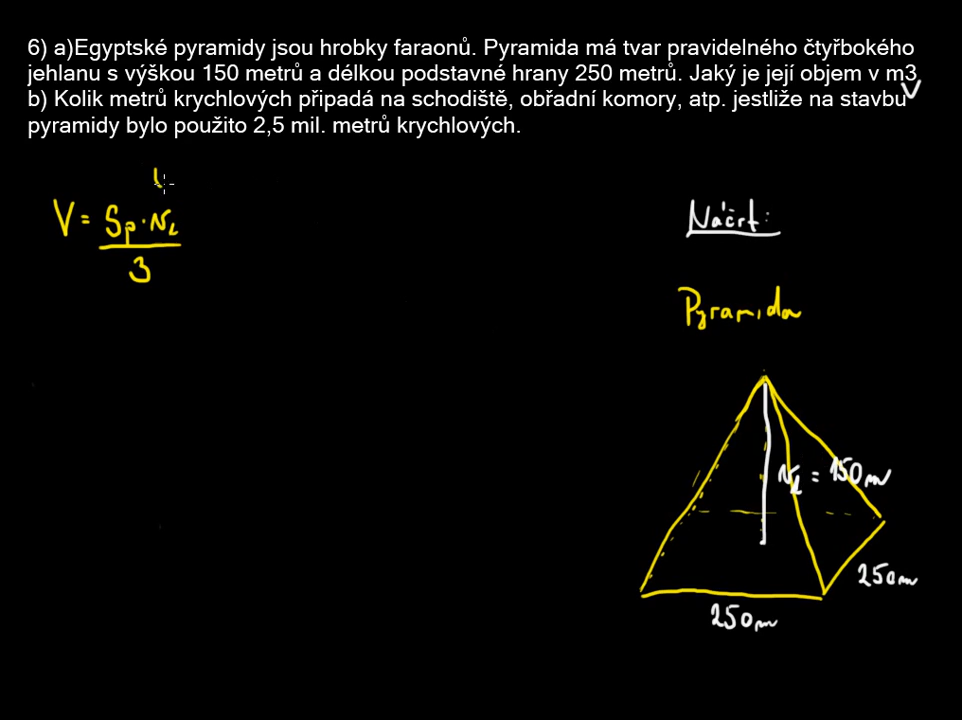 6) a)Egyptské pyramidy jsou hrobky faraonů. Pyramida má tvar pravidelného čtyřbokého
jehlanu s výškou 150 metrů a délkou podstavné hrany 250 metrů. Jaký je její objem v m3
b) Kolik metrů krychlových připadá na schodiště, obřadní komory, atp. jestliže na stavbu
pyramidy bylo použito 2,5 mil. metrů krychlových.
V = Sp · v
3
Náčrt:
Pyramida
v = 150m
250m
250m